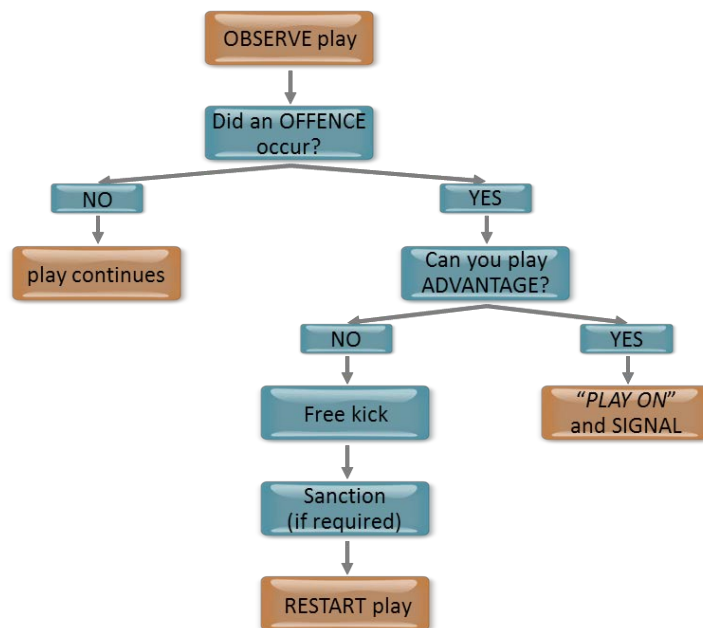 OBSERVE play
Did an OFFENCE
occur?
NO
YES
play continues
Can you play
ADVANTAGE?
NO
YES
Free kick
“PLAY ON”
and SIGNAL
Sanction
(if required)
RESTART play